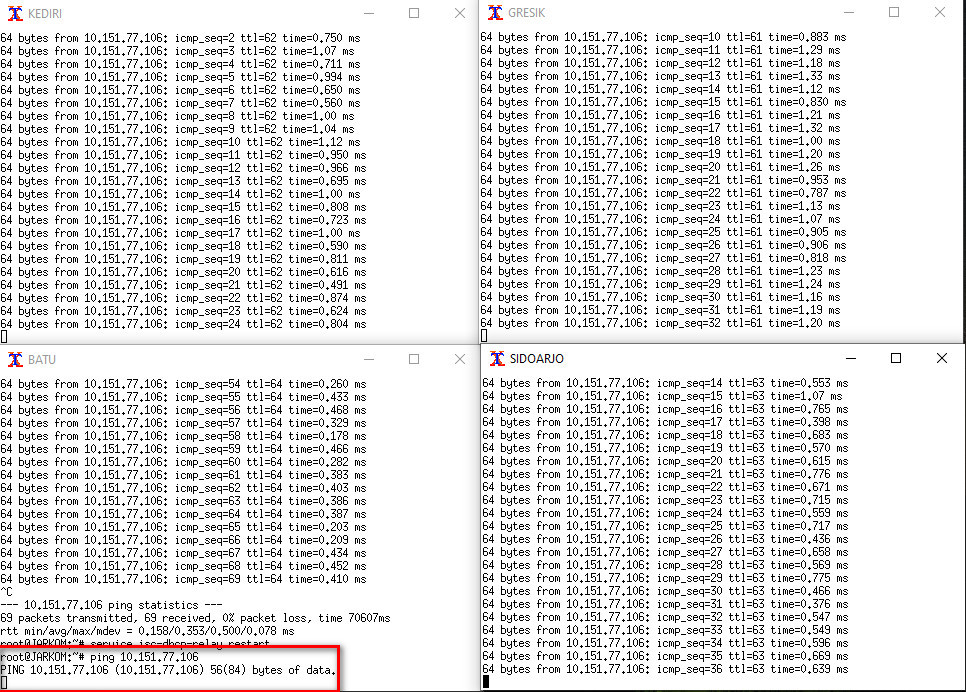 KEDIRI
64 bytes from 10.151.77.106: icmp_seq=2 ttl=62 time=0.750 ms
64 bytes from 10.151.77.106: icmp_seq=3 ttl=62 time=1.07 ms
64 bytes from 10.151.77.106: icmp_seq=4 ttl=62 time=0.711 ms
64 bytes from 10.151.77.106: icmp_seq=5 ttl=62 time=0.994 ms
64 bytes from 10.151.77.106: icmp_seq=6 ttl=62 time=0.650 ms
64 bytes from 10.151.77.106: icmp_seq=7 ttl=62 time=0.560 ms
64 bytes from 10.151.77.106: icmp_seq=8 ttl=62 time=1.00 ms
64 bytes from 10.151.77.106: icmp_seq=9 ttl=62 time=1.04 ms
64 bytes from 10.151.77.106: icmp_seq=10 ttl=62 time=1.12 ms
64 bytes from 10.151.77.106: icmp_seq=11 ttl=62 time=0.950 ms
64 bytes from 10.151.77.106: icmp_seq=12 ttl=62 time=0.966 ms
64 bytes from 10.151.77.106: icmp_seq=13 ttl=62 time=0.695 ms
64 bytes from 10.151.77.106: icmp_seq=14 ttl=62 time=1.00 ms
64 bytes from 10.151.77.106: icmp_seq=15 ttl=62 time=0.808 ms
64 bytes from 10.151.77.106: icmp_seq=16 ttl=62 time=0.723 ms
64 bytes from 10.151.77.106: icmp_seq=17 ttl=62 time=1.00 ms
64 bytes from 10.151.77.106: icmp_seq=18 ttl=62 time=0.590 ms
64 bytes from 10.151.77.106: icmp_seq=19 ttl=62 time=0.811 ms
64 bytes from 10.151.77.106: icmp_seq=20 ttl=62 time=0.616 ms
64 bytes from 10.151.77.106: icmp_seq=21 ttl=62 time=0.491 ms
64 bytes from 10.151.77.106: icmp_seq=22 ttl=62 time=0.874 ms
64 bytes from 10.151.77.106: icmp_seq=23 ttl=62 time=0.624 ms
64 bytes from 10.151.77.106: icmp_seq=24 ttl=62 time=0.804 ms
GRESIK
64 bytes from 10.151.77.106: icmp_seq=10 ttl=61 time=0.883 ms
64 bytes from 10.151.77.106: icmp_seq=11 ttl=61 time=1.29 ms
64 bytes from 10.151.77.106: icmp_seq=12 ttl=61 time=1.18 ms
64 bytes from 10.151.77.106: icmp_seq=13 ttl=61 time=1.33 ms
64 bytes from 10.151.77.106: icmp_seq=14 ttl=61 time=1.12 ms
64 bytes from 10.151.77.106: icmp_seq=15 ttl=61 time=0.830 ms
64 bytes from 10.151.77.106: icmp_seq=16 ttl=61 time=1.21 ms
64 bytes from 10.151.77.106: icmp_seq=17 ttl=61 time=1.32 ms
64 bytes from 10.151.77.106: icmp_seq=18 ttl=61 time=1.00 ms
64 bytes from 10.151.77.106: icmp_seq=19 ttl=61 time=1.20 ms
64 bytes from 10.151.77.106: icmp_seq=20 ttl=61 time=1.26 ms
64 bytes from 10.151.77.106: icmp_seq=21 ttl=61 time=0.953 ms
64 bytes from 10.151.77.106: icmp_seq=22 ttl=61 time=0.787 ms
64 bytes from 10.151.77.106: icmp_seq=23 ttl=61 time=1.13 ms
64 bytes from 10.151.77.106: icmp_seq=24 ttl=61 time=1.07 ms
64 bytes from 10.151.77.106: icmp_seq=25 ttl=61 time=0.905 ms
64 bytes from 10.151.77.106: icmp_seq=26 ttl=61 time=0.906 ms
64 bytes from 10.151.77.106: icmp_seq=27 ttl=61 time=0.818 ms
64 bytes from 10.151.77.106: icmp_seq=28 ttl=61 time=1.23 ms
64 bytes from 10.151.77.106: icmp_seq=29 ttl=61 time=1.24 ms
64 bytes from 10.151.77.106: icmp_seq=30 ttl=61 time=1.16 ms
64 bytes from 10.151.77.106: icmp_seq=31 ttl=61 time=1.19 ms
64 bytes from 10.151.77.106: icmp_seq=32 ttl=61 time=1.20 ms
BATU
64 bytes from 10.151.77.106: icmp_seq=54 ttl=64 time=0.260 ms
64 bytes from 10.151.77.106: icmp_seq=55 ttl=64 time=0.433 ms
64 bytes from 10.151.77.106: icmp_seq=56 ttl=64 time=0.468 ms
64 bytes from 10.151.77.106: icmp_seq=57 ttl=64 time=0.329 ms
64 bytes from 10.151.77.106: icmp_seq=58 ttl=64 time=0.178 ms
64 bytes from 10.151.77.106: icmp_seq=59 ttl=64 time=0.466 ms
64 bytes from 10.151.77.106: icmp_seq=60 ttl=64 time=0.282 ms
64 bytes from 10.151.77.106: icmp_seq=61 ttl=64 time=0.383 ms
64 bytes from 10.151.77.106: icmp_seq=62 ttl=64 time=0.403 ms
64 bytes from 10.151.77.106: icmp_seq=63 ttl=64 time=0.386 ms
64 bytes from 10.151.77.106: icmp_seq=64 ttl=64 time=0.387 ms
64 bytes from 10.151.77.106: icmp_seq=65 ttl=64 time=0.203 ms
64 bytes from 10.151.77.106: icmp_seq=66 ttl=64 time=0.209 ms
64 bytes from 10.151.77.106: icmp_seq=67 ttl=64 time=0.434 ms
64 bytes from 10.151.77.106: icmp_seq=68 ttl=64 time=0.452 ms
64 bytes from 10.151.77.106: icmp_seq=69 ttl=64 time=0.410 ms
^C
--- 10.151.77.106 ping statistics ---
69 packets transmitted, 69 received, 0% packet loss, time 70607ms
rtt min/avg/max/mdev = 0.158/0.353/0.500/0.078 ms
root@JARKOM:~# service isc-dhcp-relay restart
root@JARKOM:~# ping 10.151.77.106
PING 10.151.77.106 (10.151.77.106) 56(84) bytes of data.
SIDOARJO
64 bytes from 10.151.77.106: icmp_seq=14 ttl=63 time=0.553 ms
64 bytes from 10.151.77.106: icmp_seq=15 ttl=63 time=1.07 ms
64 bytes from 10.151.77.106: icmp_seq=16 ttl=63 time=0.765 ms
64 bytes from 10.151.77.106: icmp_seq=17 ttl=63 time=0.398 ms
64 bytes from 10.151.77.106: icmp_seq=18 ttl=63 time=0.683 ms
64 bytes from 10.151.77.106: icmp_seq=19 ttl=63 time=0.570 ms
64 bytes from 10.151.77.106: icmp_seq=20 ttl=63 time=0.615 ms
64 bytes from 10.151.77.106: icmp_seq=21 ttl=63 time=0.776 ms
64 bytes from 10.151.77.106: icmp_seq=22 ttl=63 time=0.671 ms
64 bytes from 10.151.77.106: icmp_seq=23 ttl=63 time=0.715 ms
64 bytes from 10.151.77.106: icmp_seq=24 ttl=63 time=0.559 ms
64 bytes from 10.151.77.106: icmp_seq=25 ttl=63 time=0.717 ms
64 bytes from 10.151.77.106: icmp_seq=26 ttl=63 time=0.436 ms
64 bytes from 10.151.77.106: icmp_seq=27 ttl=63 time=0.658 ms
64 bytes from 10.151.77.106: icmp_seq=28 ttl=63 time=0.569 ms
64 bytes from 10.151.77.106: icmp_seq=29 ttl=63 time=0.775 ms
64 bytes from 10.151.77.106: icmp_seq=30 ttl=63 time=0.466 ms
64 bytes from 10.151.77.106: icmp_seq=31 ttl=63 time=0.376 ms
64 bytes from 10.151.77.106: icmp_seq=32 ttl=63 time=0.547 ms
64 bytes from 10.151.77.106: icmp_seq=33 ttl=63 time=0.549 ms
64 bytes from 10.151.77.106: icmp_seq=34 ttl=63 time=0.596 ms
64 bytes from 10.151.77.106: icmp_seq=35 ttl=63 time=0.669 ms
64 bytes from 10.151.77.106: icmp_seq=36 ttl=63 time=0.639 ms